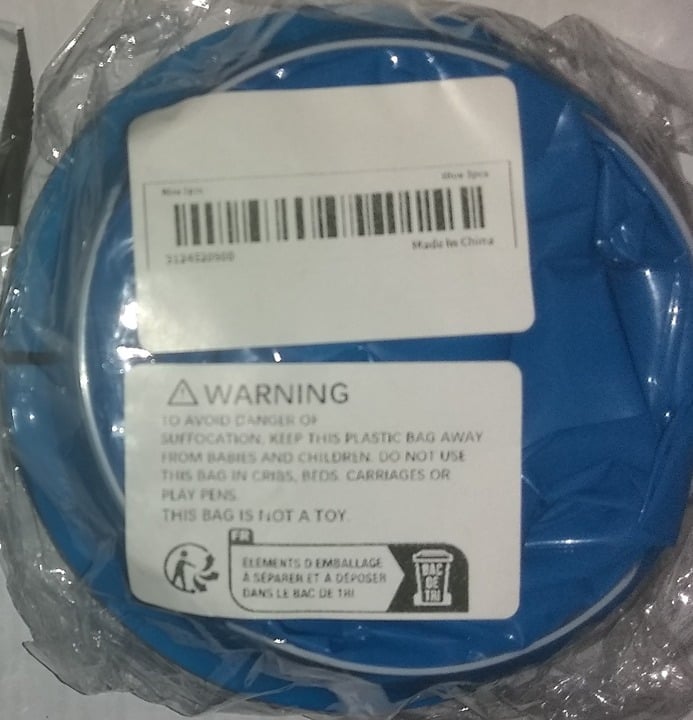 Blue 3pcs
Made In China
WARNING
TO AVOID DANGER OF
SUFFOCATION, KEEP THIS PLASTIC BAG AWAY
FROM BABIES AND CHILDREN. DO NOT USE
THIS BAG IN CRIBS, BEDS. CARRIAGES OR
PLAY PENS.
THIS BAG IS NOT A TOY.
FR
ELEMENTS D EMBALLAGE
A SÉPARER ET A DÉPOSER
DANS LE BAC DE TRI
BAC
DE
TRI